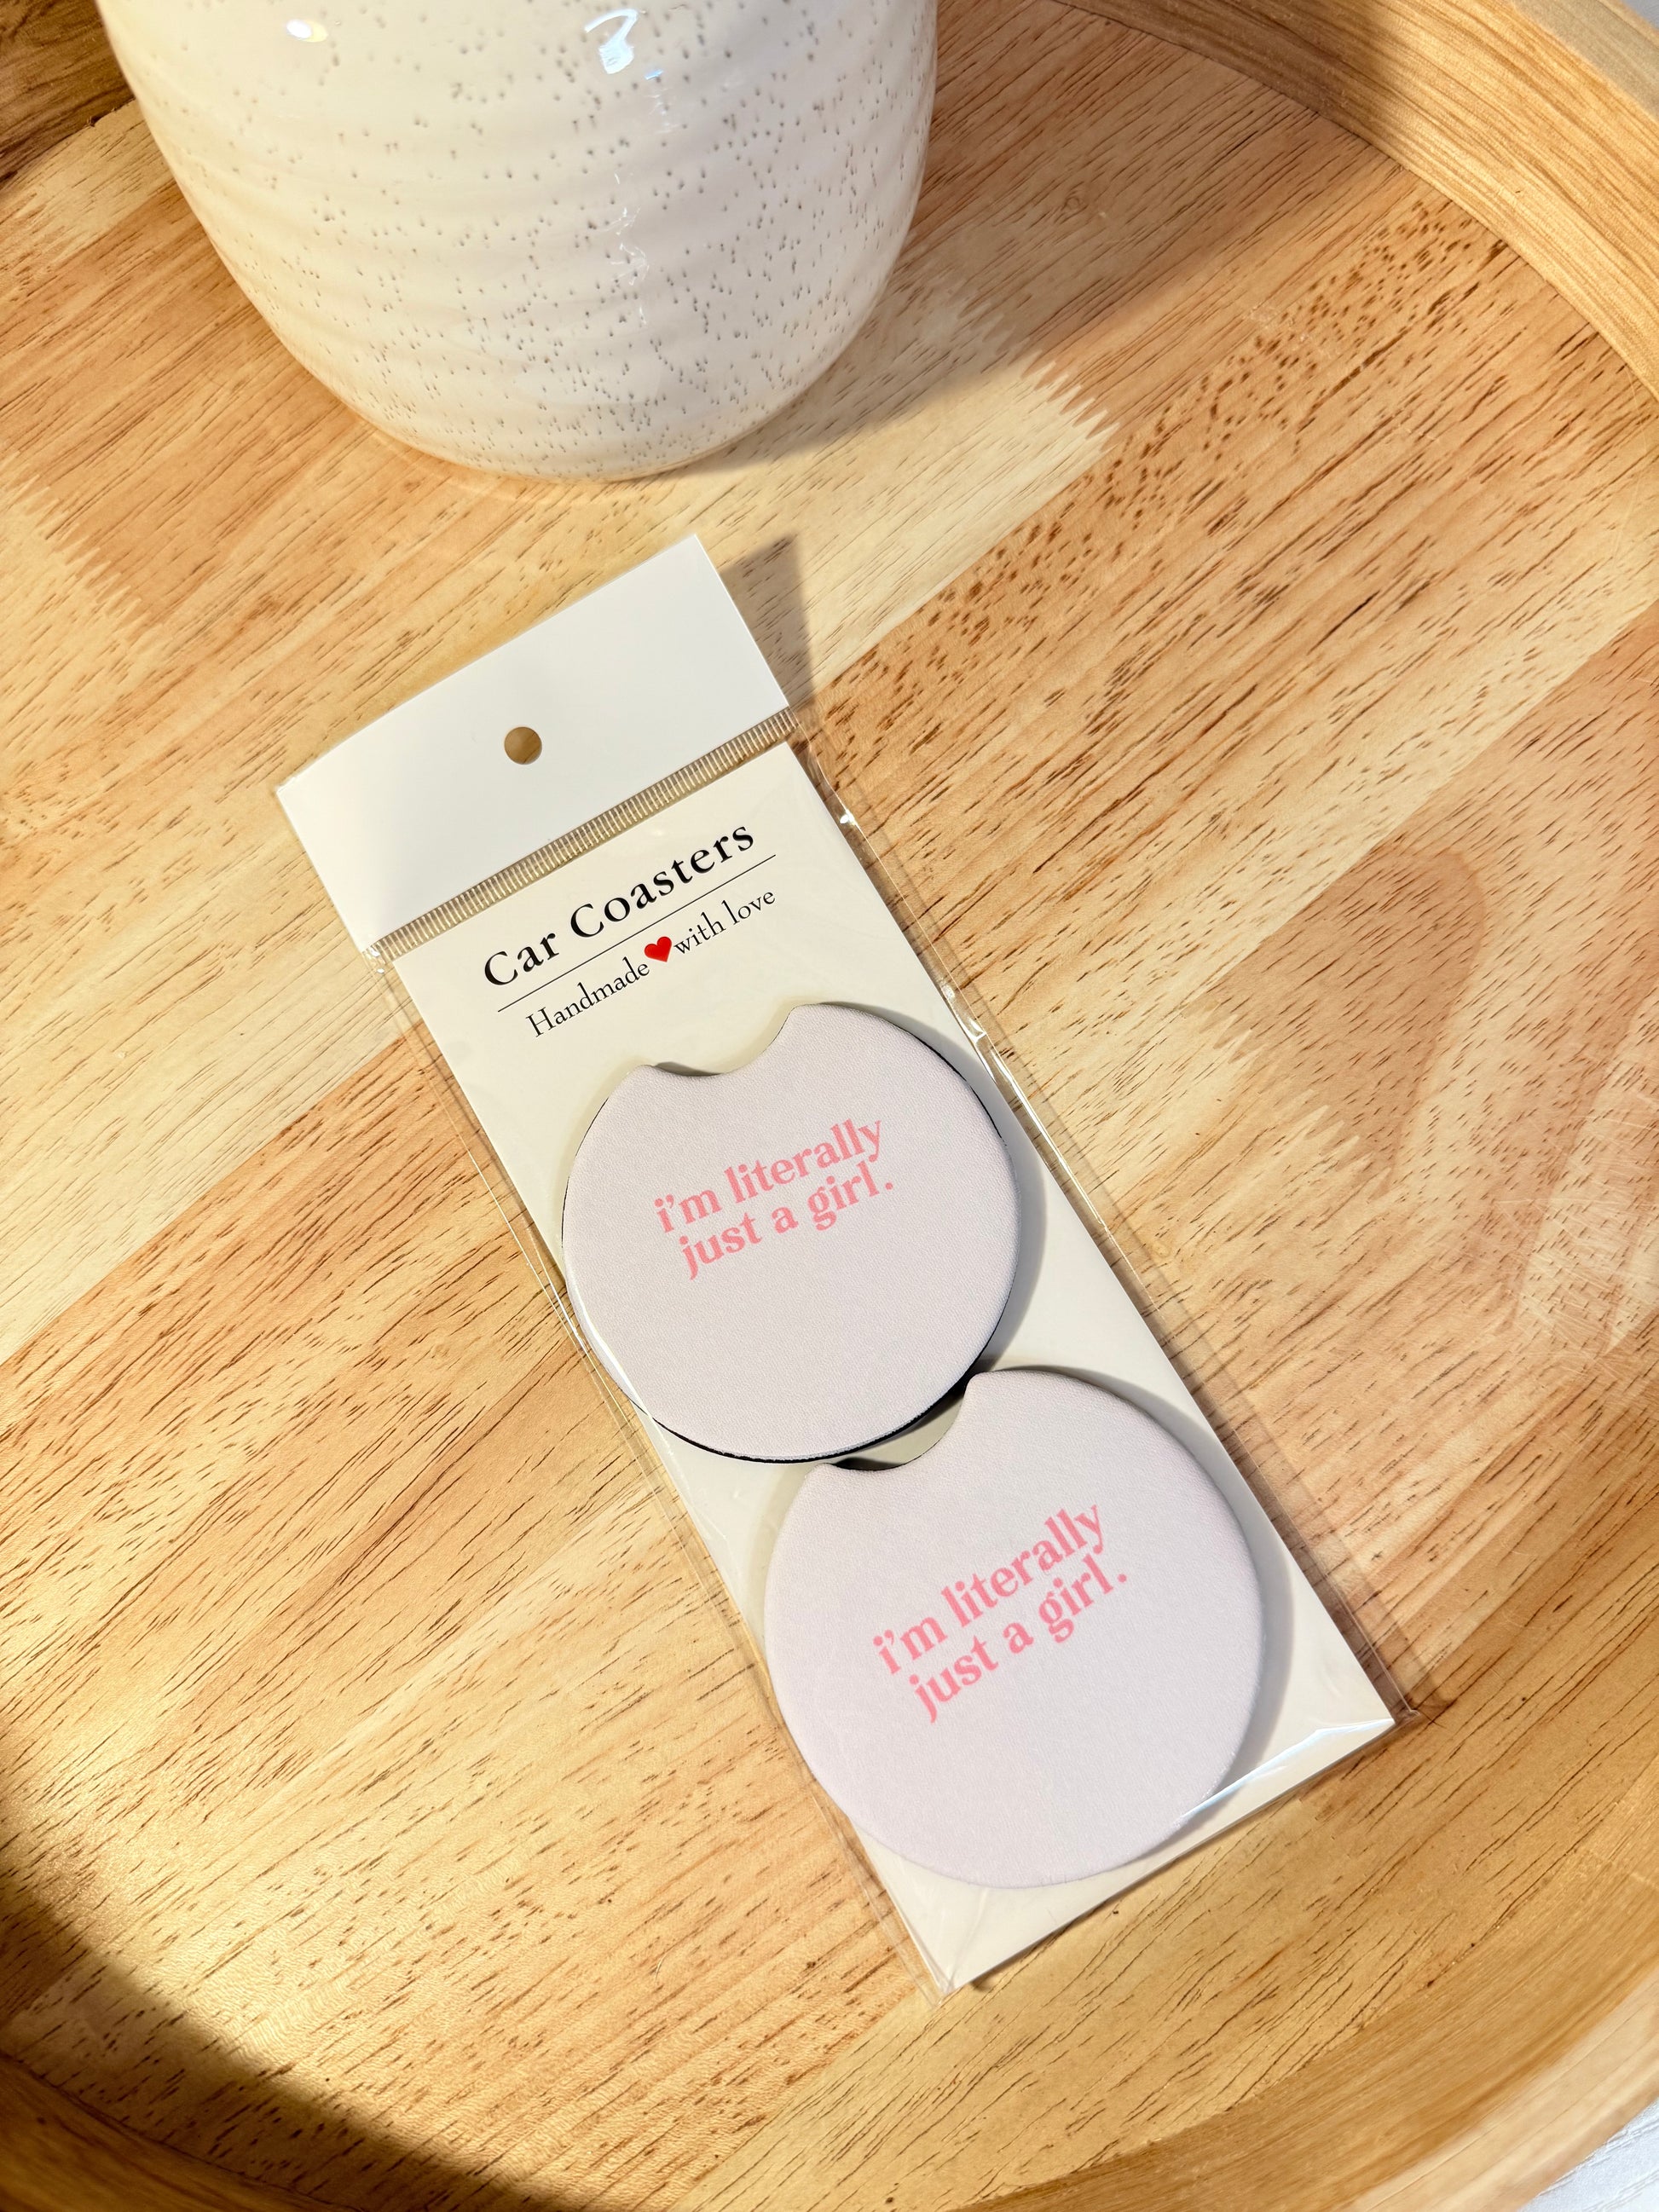 Car Coasters
Handmade❤with love
i'm literally
just a girl.
i'm literally
just a girl.